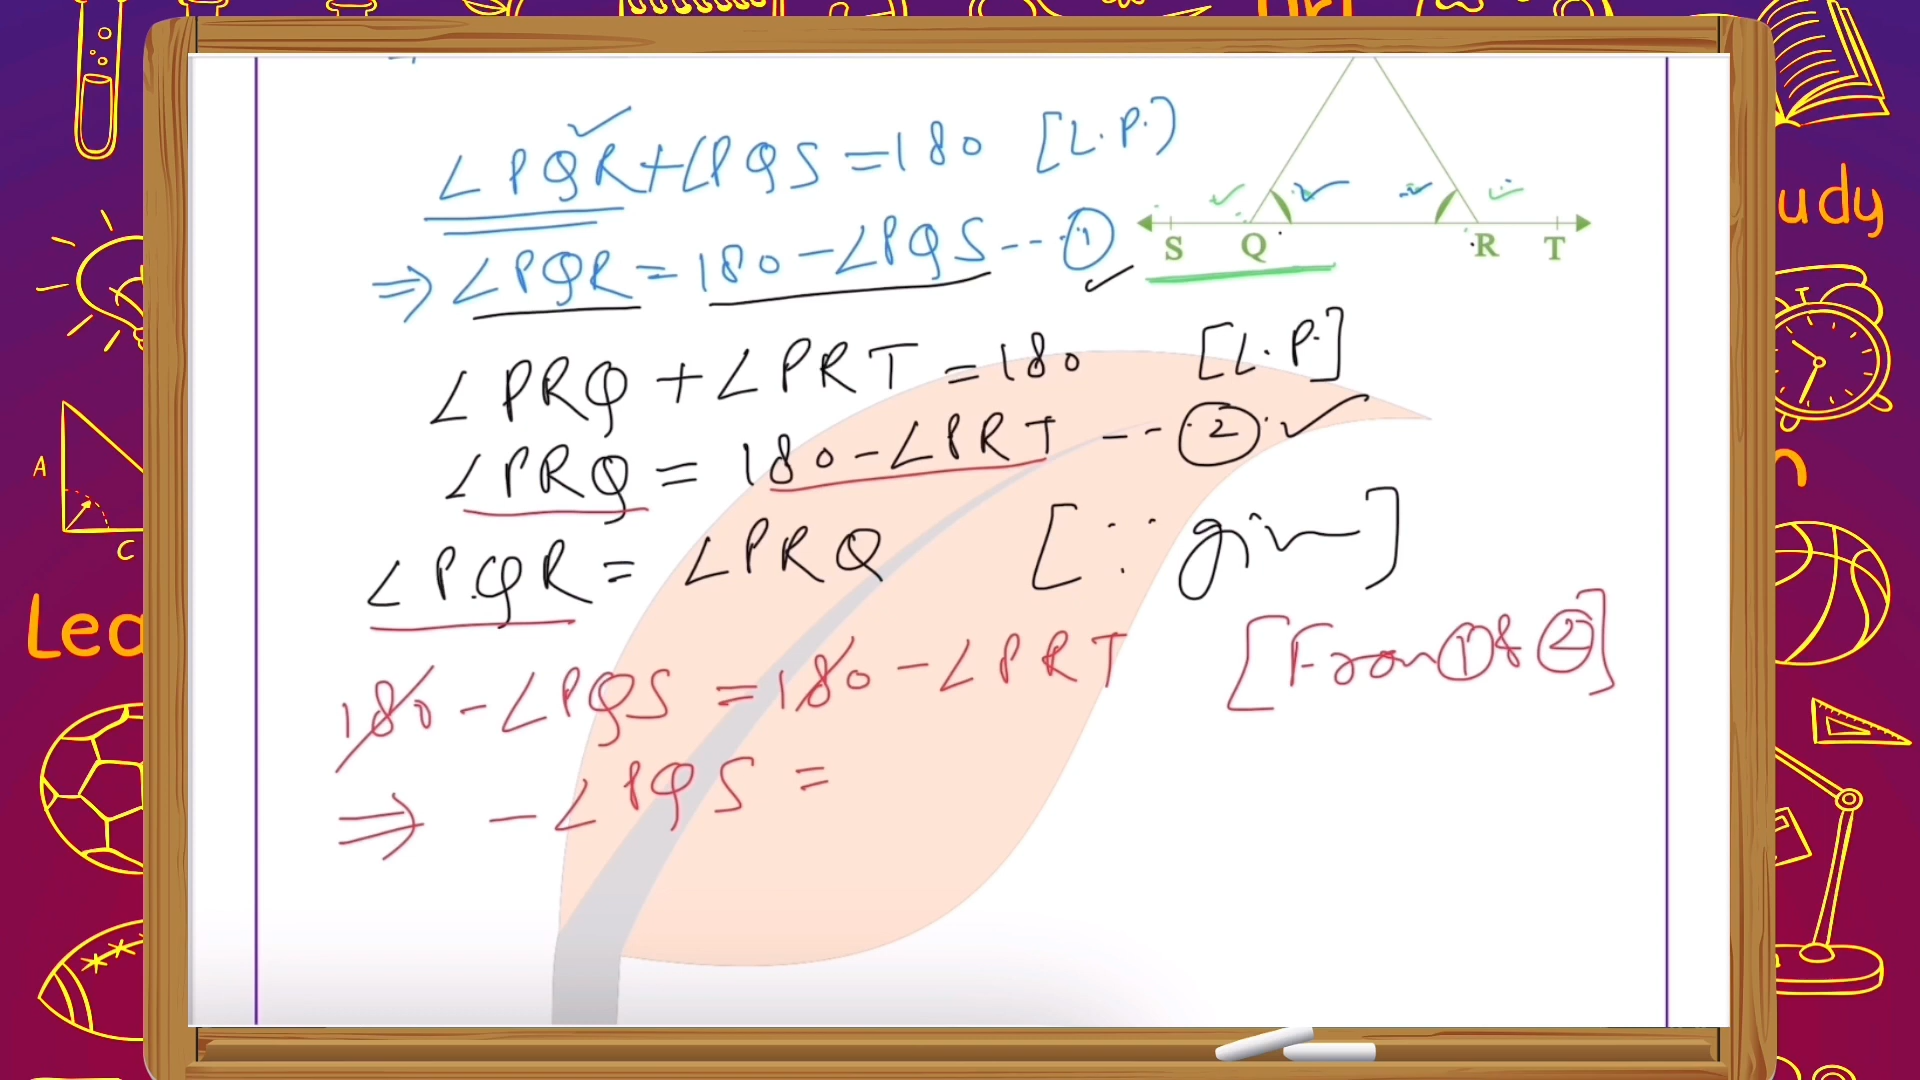 ∠PQR+∠PQS=180 [L.P.)
⇒∠PQR=180-∠PQS--①
S Q R T
∠PRQ+∠PRT=180 [L.P.]
∠PRQ=180-∠PRT--②
∠PQR=∠PRQ [∵ given]
180-∠PQS=180-∠PRT [From ① & ②]
⇒ -∠PQS=
A
C
udy
n